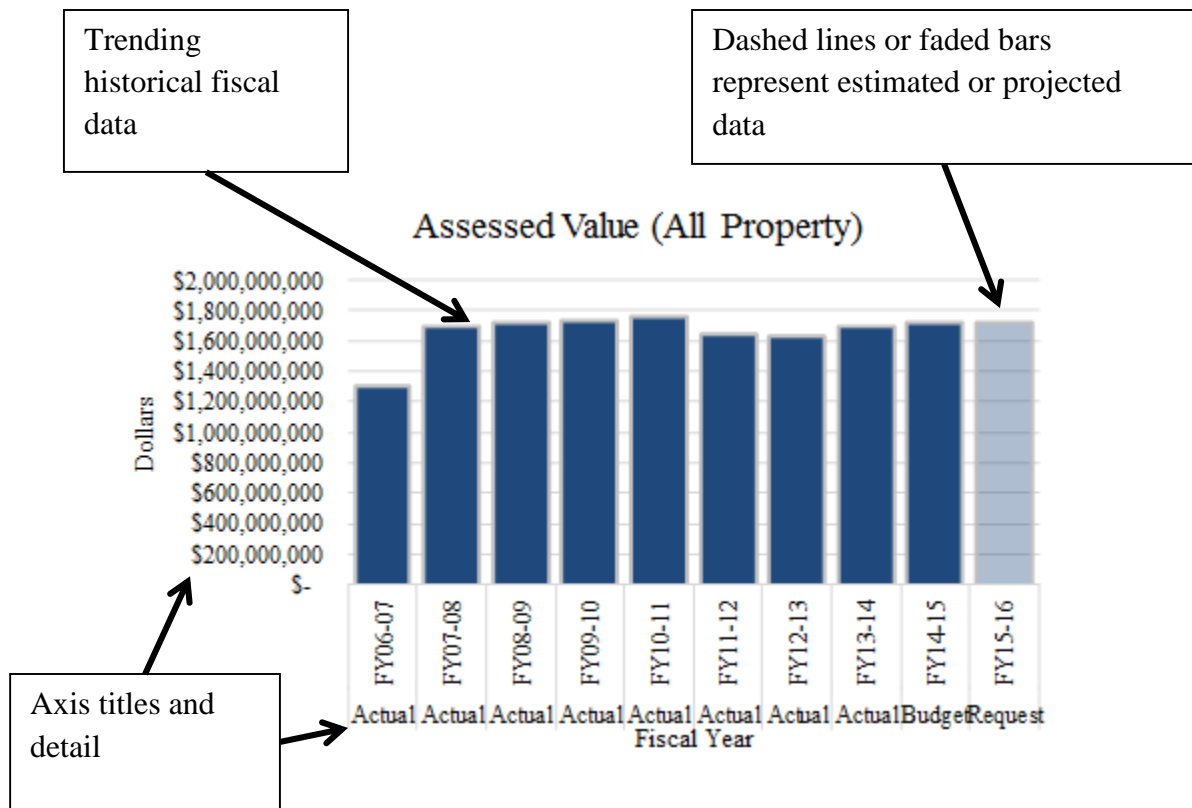 Trending
historical fiscal
data
Dashed lines or faded bars
represent estimated or projected
data
Assessed Value (All Property)
Dollars
$2,000,000,000
$1,800,000,000
$1,600,000,000
$1,400,000,000
$1,200,000,000
$1,000,000,000
$800,000,000
$600,000,000
$400,000,000
$200,000,000
$-
FY06-07
FY07-08
FY08-09
FY09-10
FY10-11
FY11-12
FY12-13
FY13-14
FY14-15
FY15-16
Actual Actual Actual Actual Actual Actual Actual Actual Budget Request
Fiscal Year
Axis titles and
detail